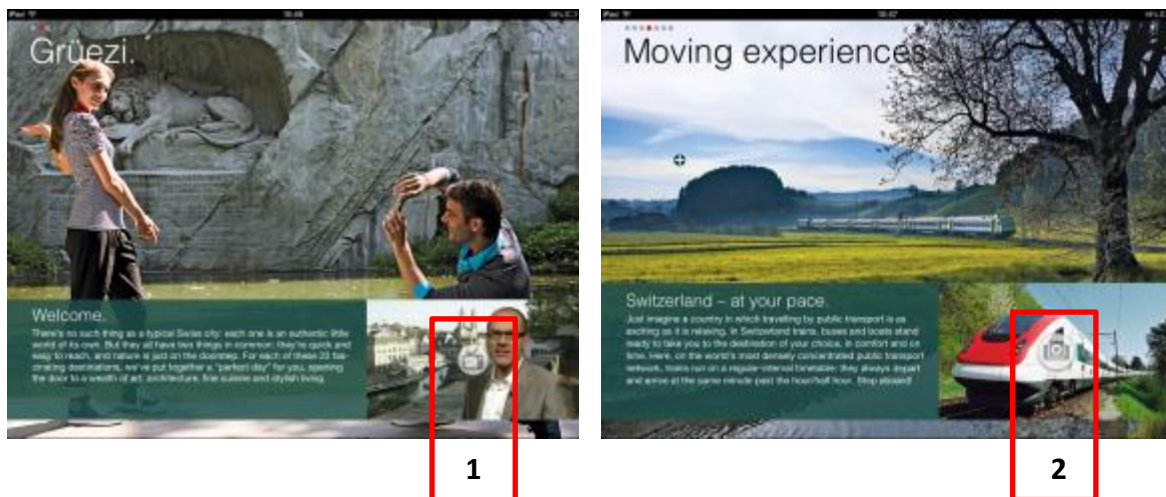 iPad
16:46
Grüezi.
Welcome.
There's no such thing as a typical Swiss city: each one is an authentic little
world of its own. But they all have two things in common: they're quick and
easy to reach, and nature is just on the doorstep. For each of these 20 fas-
cinating destinations, we've put together a "perfect day" for you, opening
the door to a wealth of art, architecture, fine cuisine and stylish living.
1
iPad
16:47
Moving experiences.
Switzerland – at your pace.
Just imagine a country in which travelling by public transport is as
exciting as it is relaxing. In Switzerland trains, buses and boats stand
ready to take you to the destination of your choice, in comfort and on
time. Here, on the world's most densely concentrated public transport
network, trains run on a regular-interval timetable: they always depart
and arrive at the same minute past the hour/half hour. Step aboard!
2